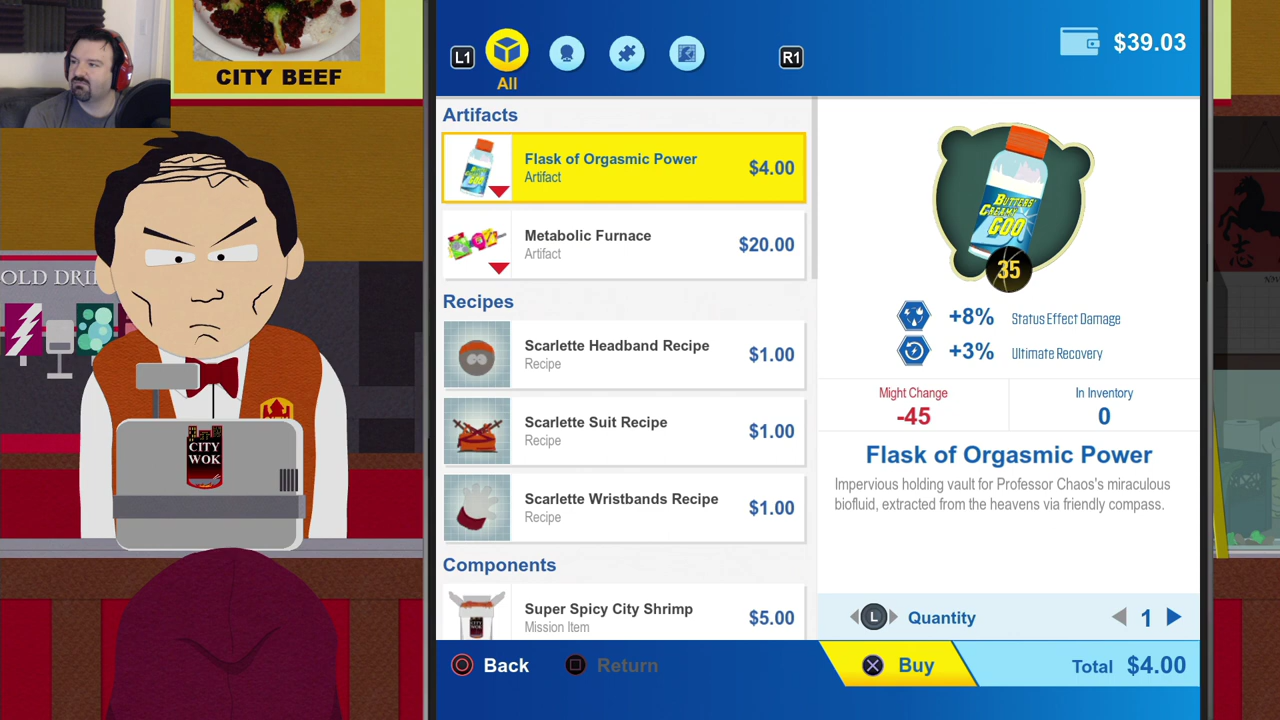 CITY BEEF
OLD DRI
CITY
WOK
L1
R1
All
$39.03
Artifacts
Flask of Orgasmic Power
Artifact
$4.00
Metabolic Furnace
Artifact
$20.00
Recipes
Scarlette Headband Recipe
Recipe
$1.00
Scarlette Suit Recipe
Recipe
$1.00
Scarlette Wristbands Recipe
Recipe
$1.00
Components
Super Spicy City Shrimp
Mission Item
$5.00
BUTTERS'
CREAMY
GOO
35
+8% Status Effect Damage
+3% Ultimate Recovery
Might Change
-45
In Inventory
0
Flask of Orgasmic Power
Impervious holding vault for Professor Chaos's miraculous
biofluid, extracted from the heavens via friendly compass.
L Quantity 1
Back
Return
Buy
Total $4.00